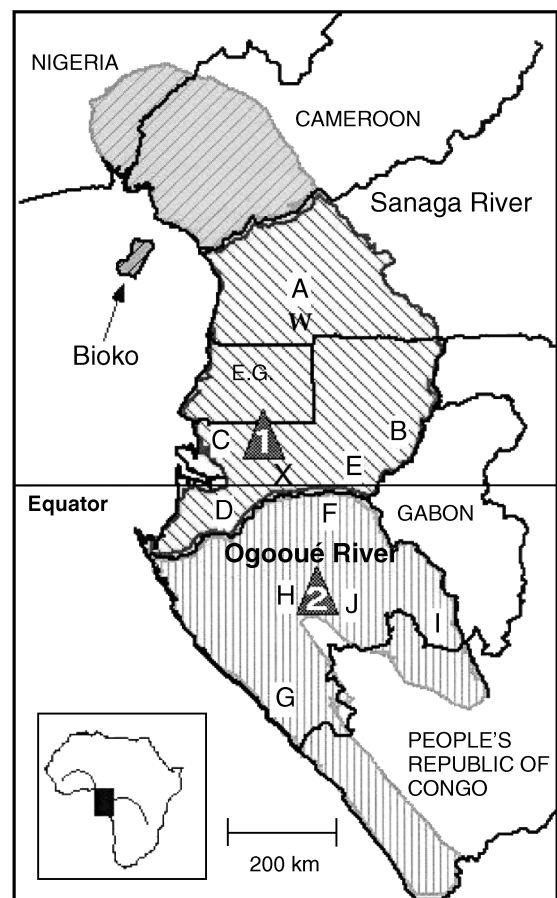 NIGERIA
CAMEROON
Sanaga River
A
W
Bioko
E.G.
C
1
B
X
E
Equator
D
F
GABON
Ogooué River
H
2
J
I
G
PEOPLE'S
REPUBLIC OF
CONGO
200 km